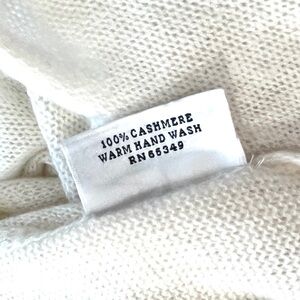 100% CASHMERE
WARM HAND WASH
RN 65349